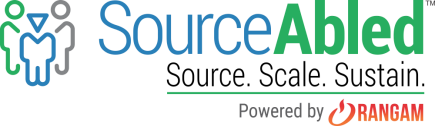 SourceAbled™
Source. Scale. Sustain.
Powered by RANGAM